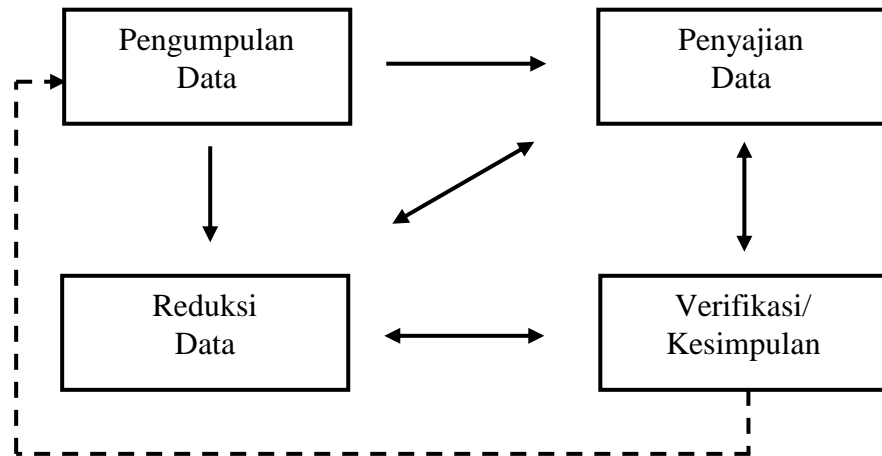 Pengumpulan
Data
Penyajian
Data
Reduksi
Data
Verifikasi/
Kesimpulan